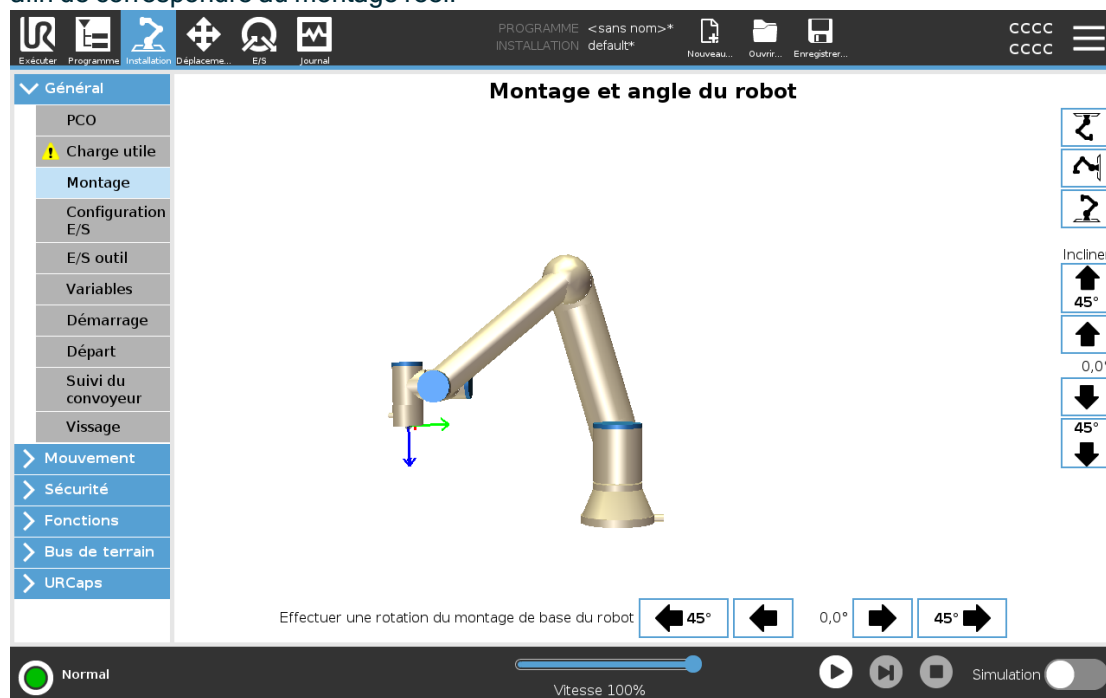 afin de correspondre au montage réel.
PROGRAMME <sans nom>*
INSTALLATION default*
CCCC
CCCC
Exécuter Programme Installation Déplaceme... E/S Journal
Nouveau... Ouvrir... Enregistrer...
Général
Montage et angle du robot
PCO
Charge utile
Montage
Configuration
E/S
E/S outil
Variables
Démarrage
Départ
Suivi du
convoyeur
Vissage
Mouvement
Sécurité
Fonctions
Bus de terrain
URCaps
Incliner
45°
0,0°
45°
Effectuer une rotation du montage de base du robot 45° 0,0° 45°
Normal
Vitesse 100%
Simulation